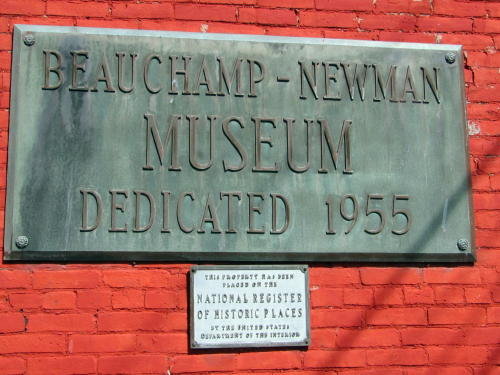 BEAUCHAMP - NEWMAN
MUSEUM
DEDICATED 1955
THIS PROPERTY HAS BEEN
PLACED ON THE
NATIONAL REGISTER
OF HISTORIC PLACES
BY THE UNITED STATES
DEPARTMENT OF THE INTERIOR